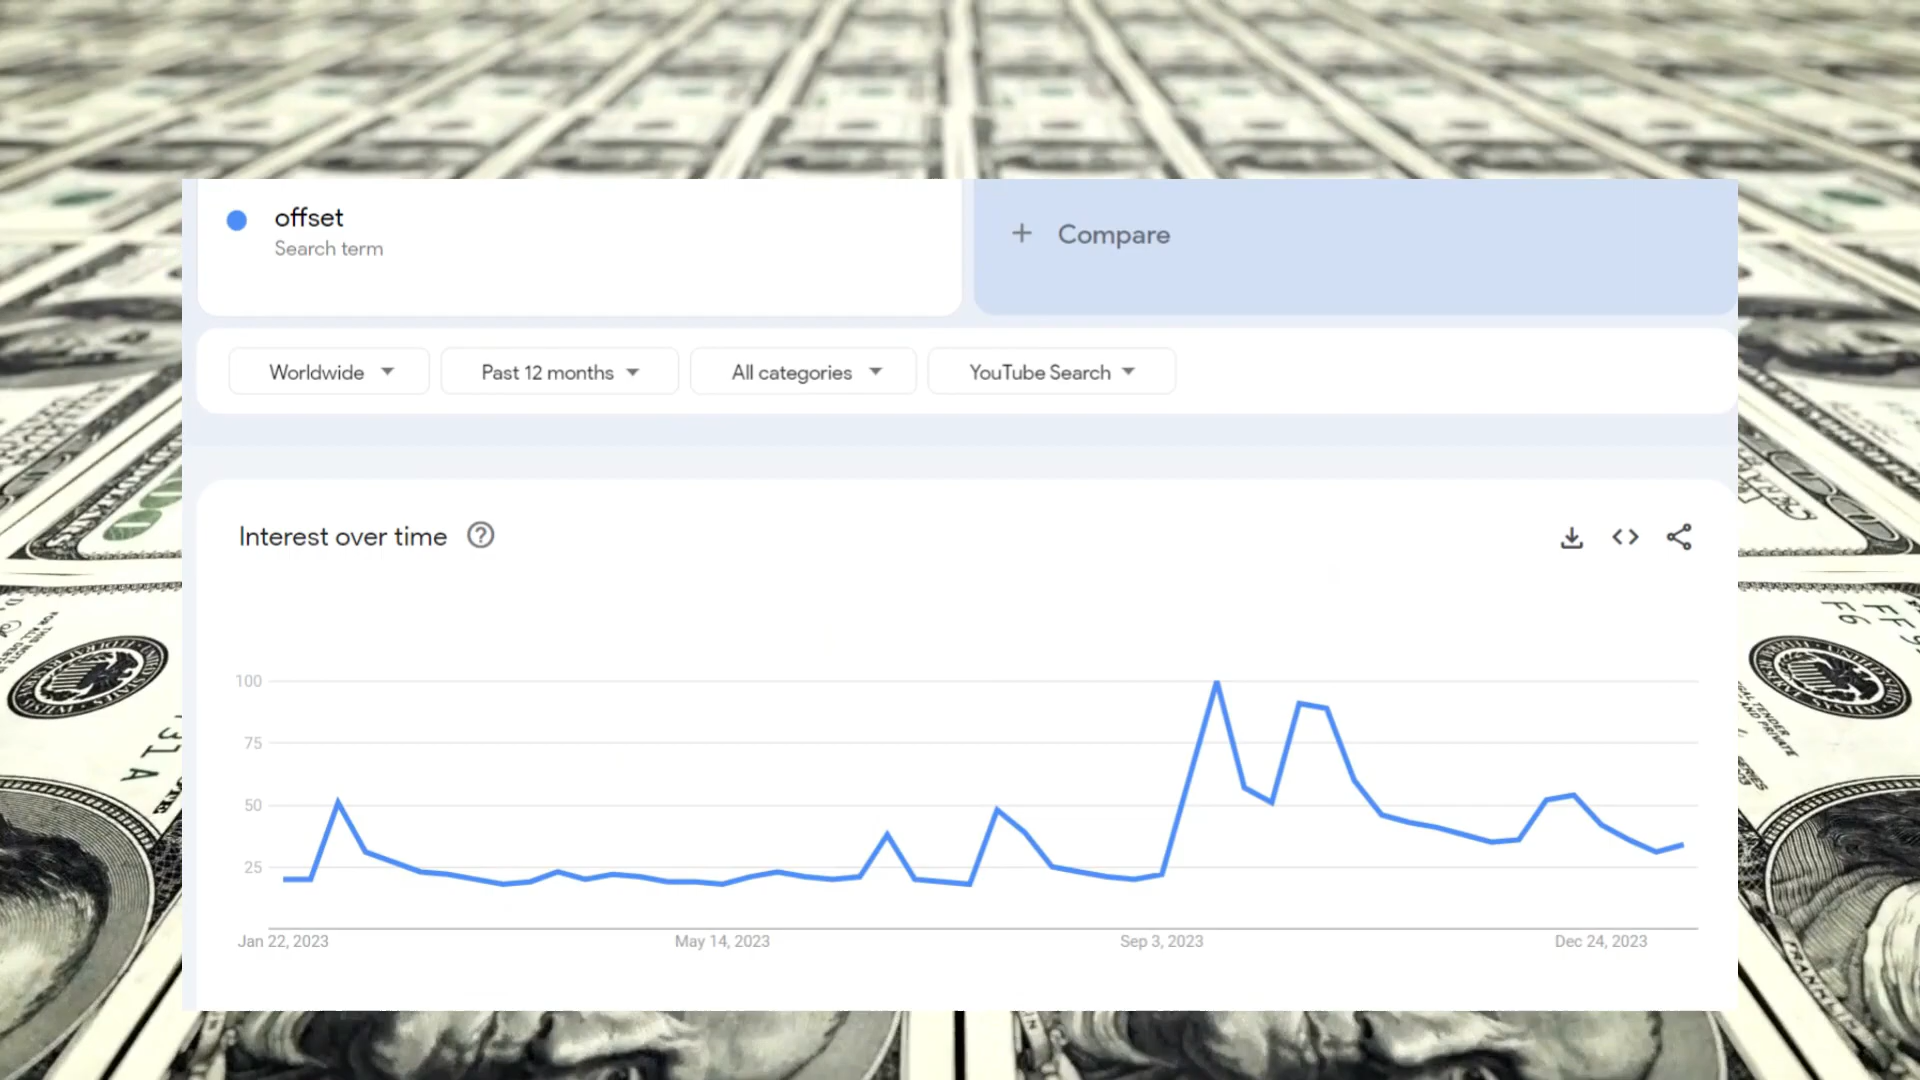 offset
Search term
+ Compare
Worldwide
Past 12 months
All categories
YouTube Search
Interest over time ?
100
75
50
25
Jan 22, 2023
May 14, 2023
Sep 3, 2023
Dec 24, 2023